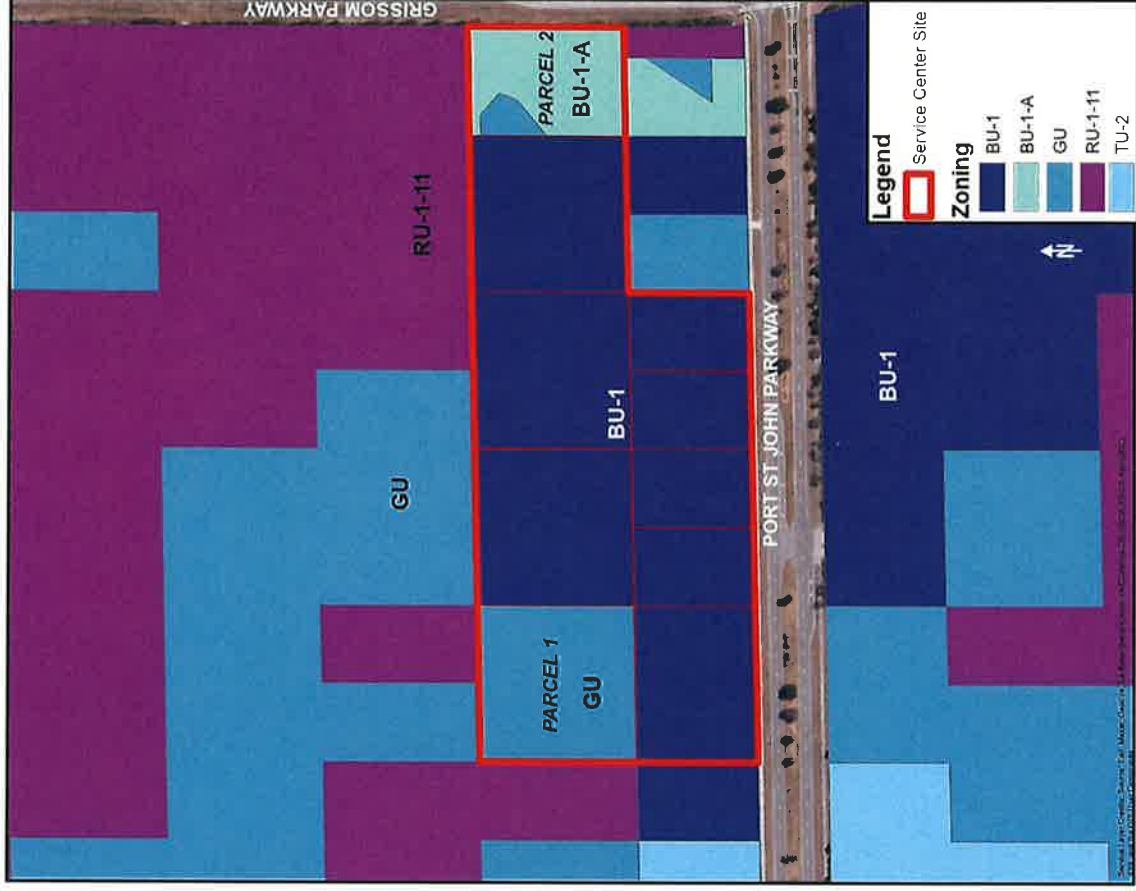 GRISSOM PARKWAY
PARCEL 2
BU-1-A
RU-1-11
GU
BU-1
PARCEL 1
GU
PORT ST JOHN PARKWAY
BU-1
N
Legend
Service Center Site
Zoning
BU-1
BU-1-A
GU
RU-1-11
TU-2